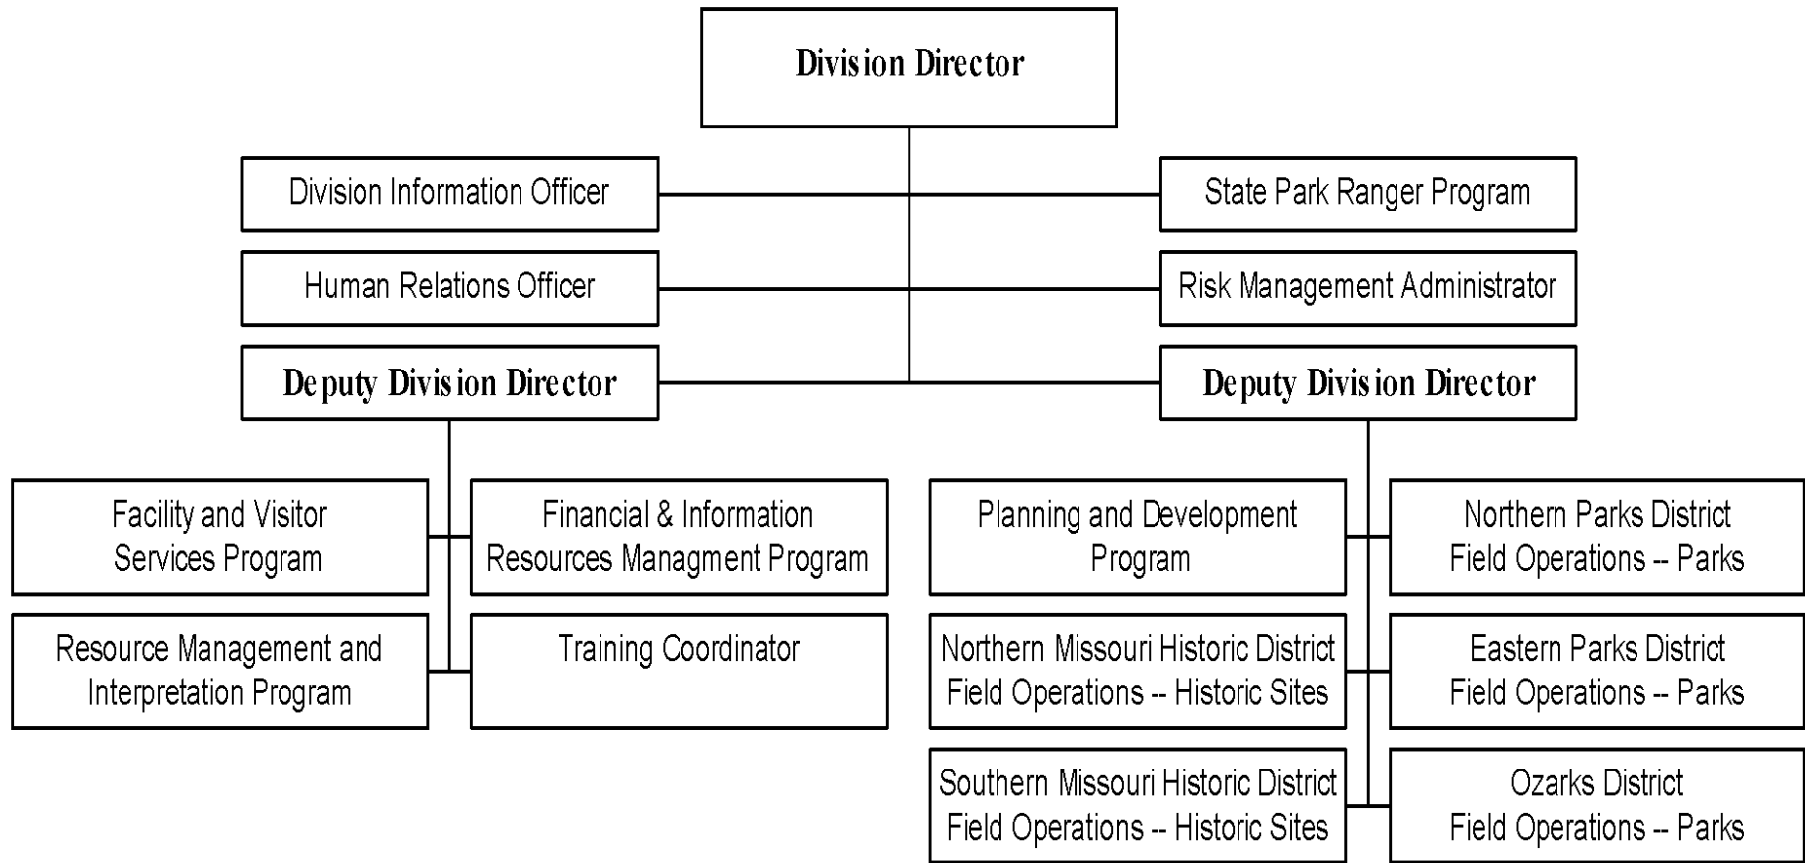 Division Director
Division Information Officer
State Park Ranger Program
Human Relations Officer
Risk Management Administrator
Deputy Division Director
Deputy Division Director
Facility and Visitor
Services Program
Financial & Information
Resources Managment Program
Planning and Development
Program
Northern Parks District
Field Operations -- Parks
Resource Management and
Interpretation Program
Training Coordinator
Northern Missouri Historic District
Field Operations -- Historic Sites
Eastern Parks District
Field Operations -- Parks
Southern Missouri Historic District
Field Operations -- Historic Sites
Ozarks District
Field Operations -- Parks